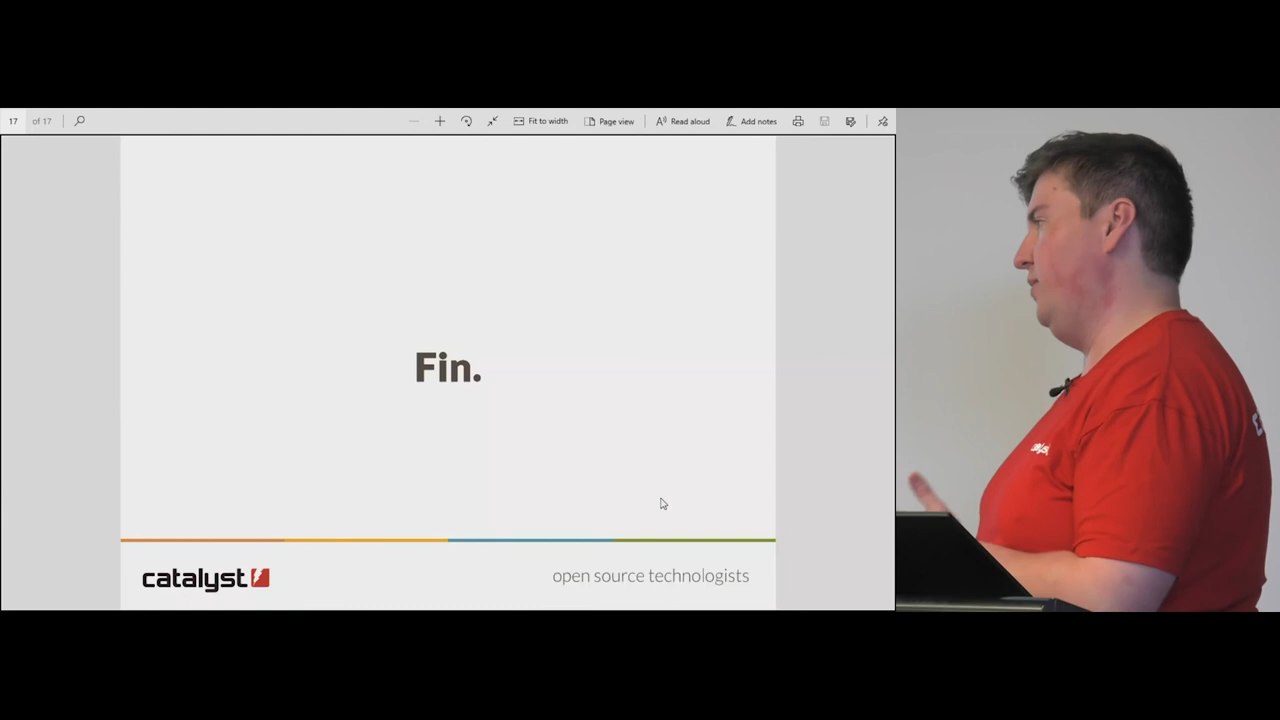 17 of 17 Fit to width Page view Read aloud Add notes
Fin.
catalyst
open source technologists